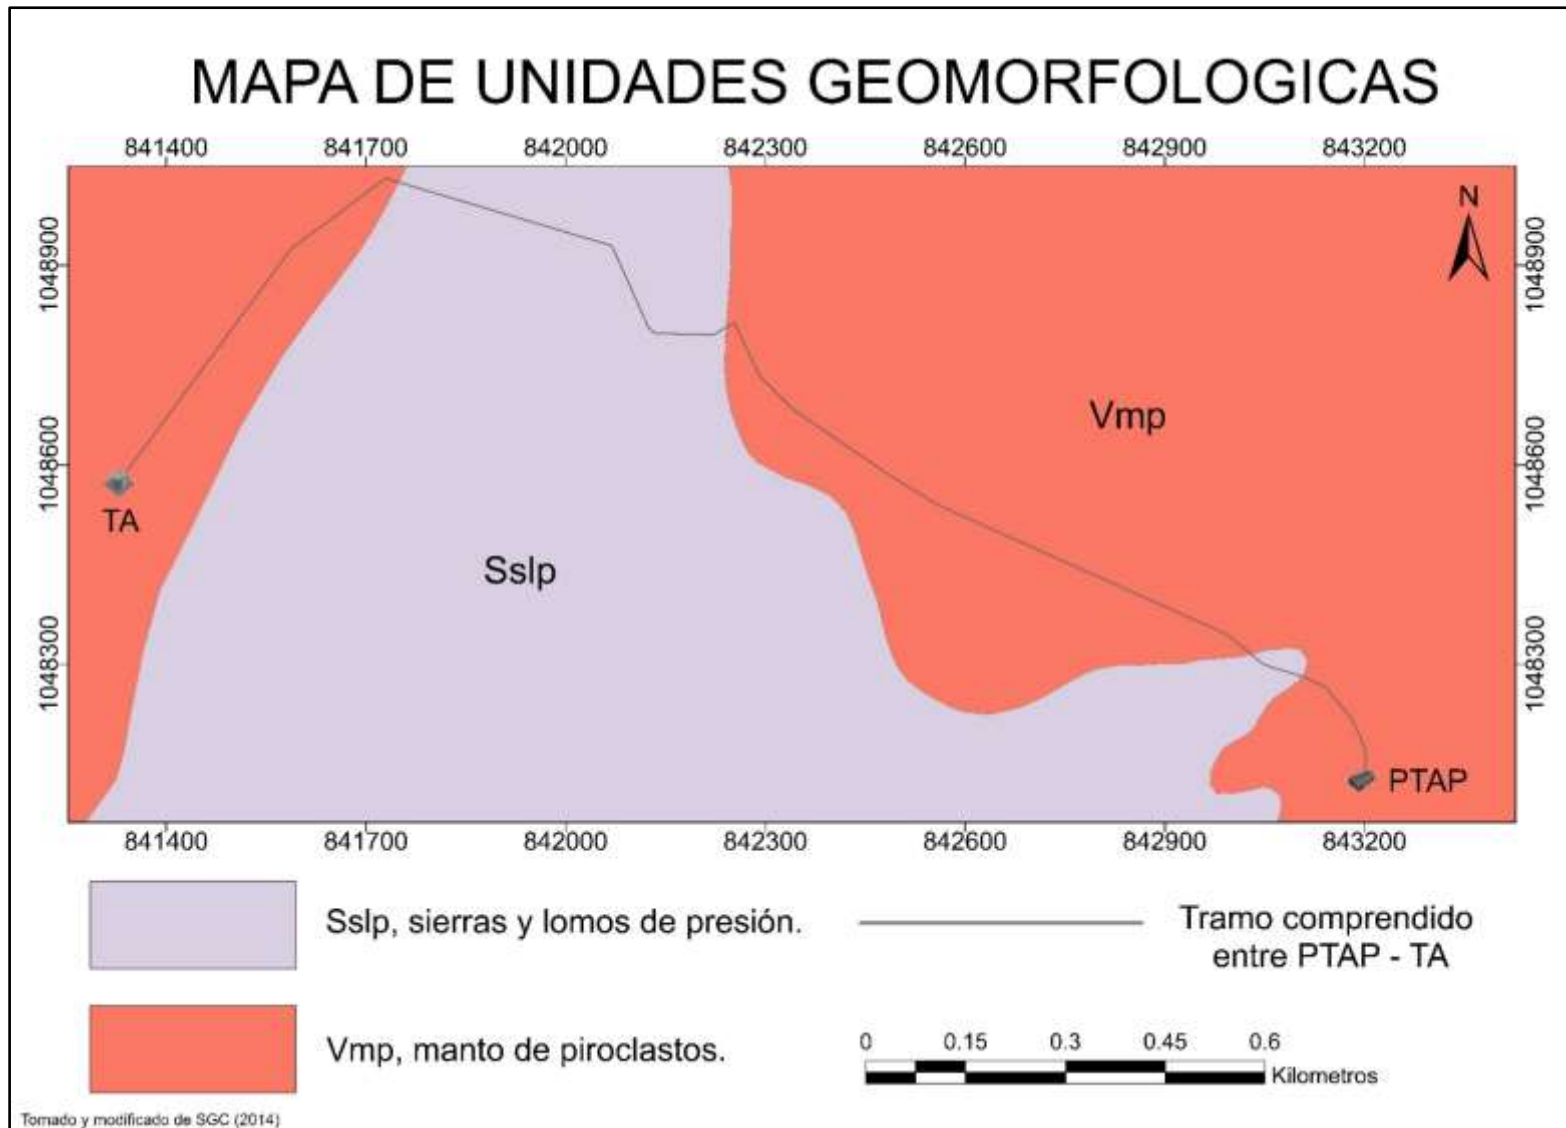 MAPA DE UNIDADES GEOMORFOLOGICAS
841400 841700 842000 842300 842600 842900 843200
N
1048900 1048900
Vmp
1048600 1048600
TA
Sslp
1048300 1048300
PTAP
841400 841700 842000 842300 842600 842900 843200
Sslp, sierras y lomos de presión.
Tramo comprendido
entre PTAP - TA
Vmp, manto de piroclastos.
0 0.15 0.3 0.45 0.6
Kilometros
Tomado y modificado de SGC (2014)